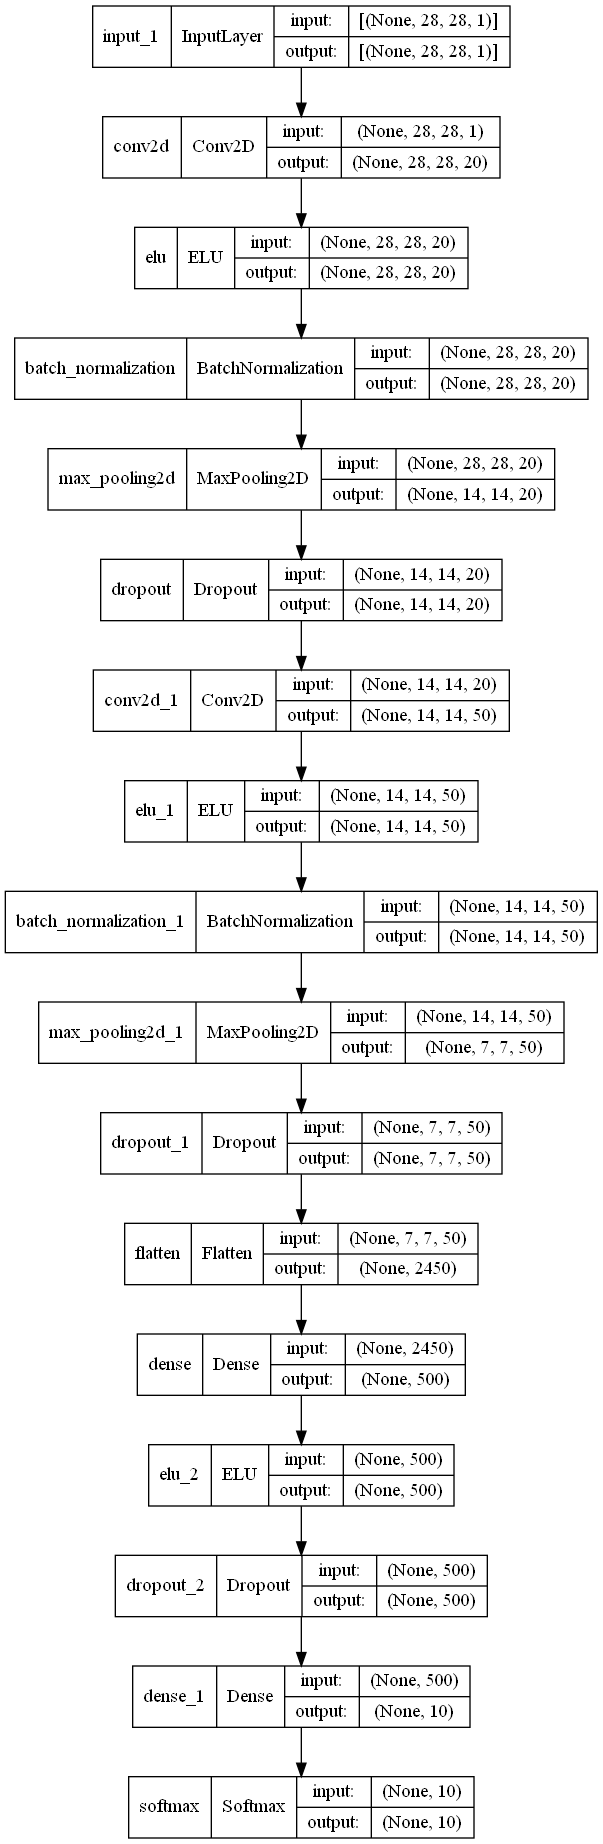 input_1 InputLayer input: [(None, 28, 28, 1)]
output: [(None, 28, 28, 1)]
conv2d Conv2D input: (None, 28, 28, 1)
output: (None, 28, 28, 20)
elu ELU input: (None, 28, 28, 20)
output: (None, 28, 28, 20)
batch_normalization BatchNormalization input: (None, 28, 28, 20)
output: (None, 28, 28, 20)
max_pooling2d MaxPooling2D input: (None, 28, 28, 20)
output: (None, 14, 14, 20)
dropout Dropout input: (None, 14, 14, 20)
output: (None, 14, 14, 20)
conv2d_1 Conv2D input: (None, 14, 14, 20)
output: (None, 14, 14, 50)
elu_1 ELU input: (None, 14, 14, 50)
output: (None, 14, 14, 50)
batch_normalization_1 BatchNormalization input: (None, 14, 14, 50)
output: (None, 14, 14, 50)
max_pooling2d_1 MaxPooling2D input: (None, 14, 14, 50)
output: (None, 7, 7, 50)
dropout_1 Dropout input: (None, 7, 7, 50)
output: (None, 7, 7, 50)
flatten Flatten input: (None, 7, 7, 50)
output: (None, 2450)
dense Dense input: (None, 2450)
output: (None, 500)
elu_2 ELU input: (None, 500)
output: (None, 500)
dropout_2 Dropout input: (None, 500)
output: (None, 500)
dense_1 Dense input: (None, 500)
output: (None, 10)
softmax Softmax input: (None, 10)
output: (None, 10)